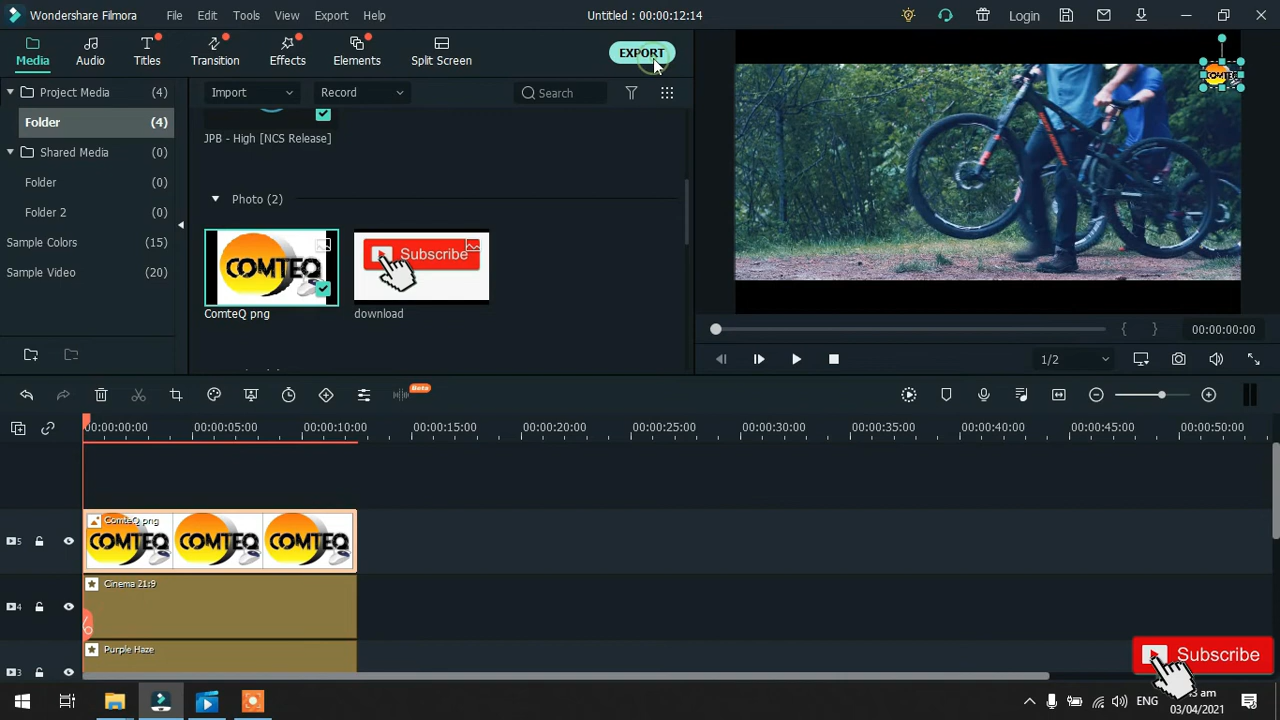 Wondershare Filmora
File
Edit
Tools
View
Export
Help
Untitled : 00:00:12:14
Login
Media
Audio
Titles
Transition
Effects
Elements
Split Screen
EXPORT
Project Media (4)
Folder (4)
Shared Media (0)
Folder (0)
Folder 2 (0)
Sample Colors (15)
Sample Video (20)
Import
Record
Search
JPB - High [NCS Release]
Photo (2)
COMTEQ
Subscribe
ComteQ png
download
COMTEQ
00:00:00:00
1/2
Beta
00:00:00:00
00:00:05:00
00:00:10:00
00:00:15:00
00:00:20:00
00:00:25:00
00:00:30:00
00:00:35:00
00:00:40:00
00:00:45:00
00:00:50:00
5
ComteQ png
COMTEQ
COMTEQ
COMTEQ
4
Cinema 21:9
3
Purple Haze
Subscribe
ENG
03/04/2021